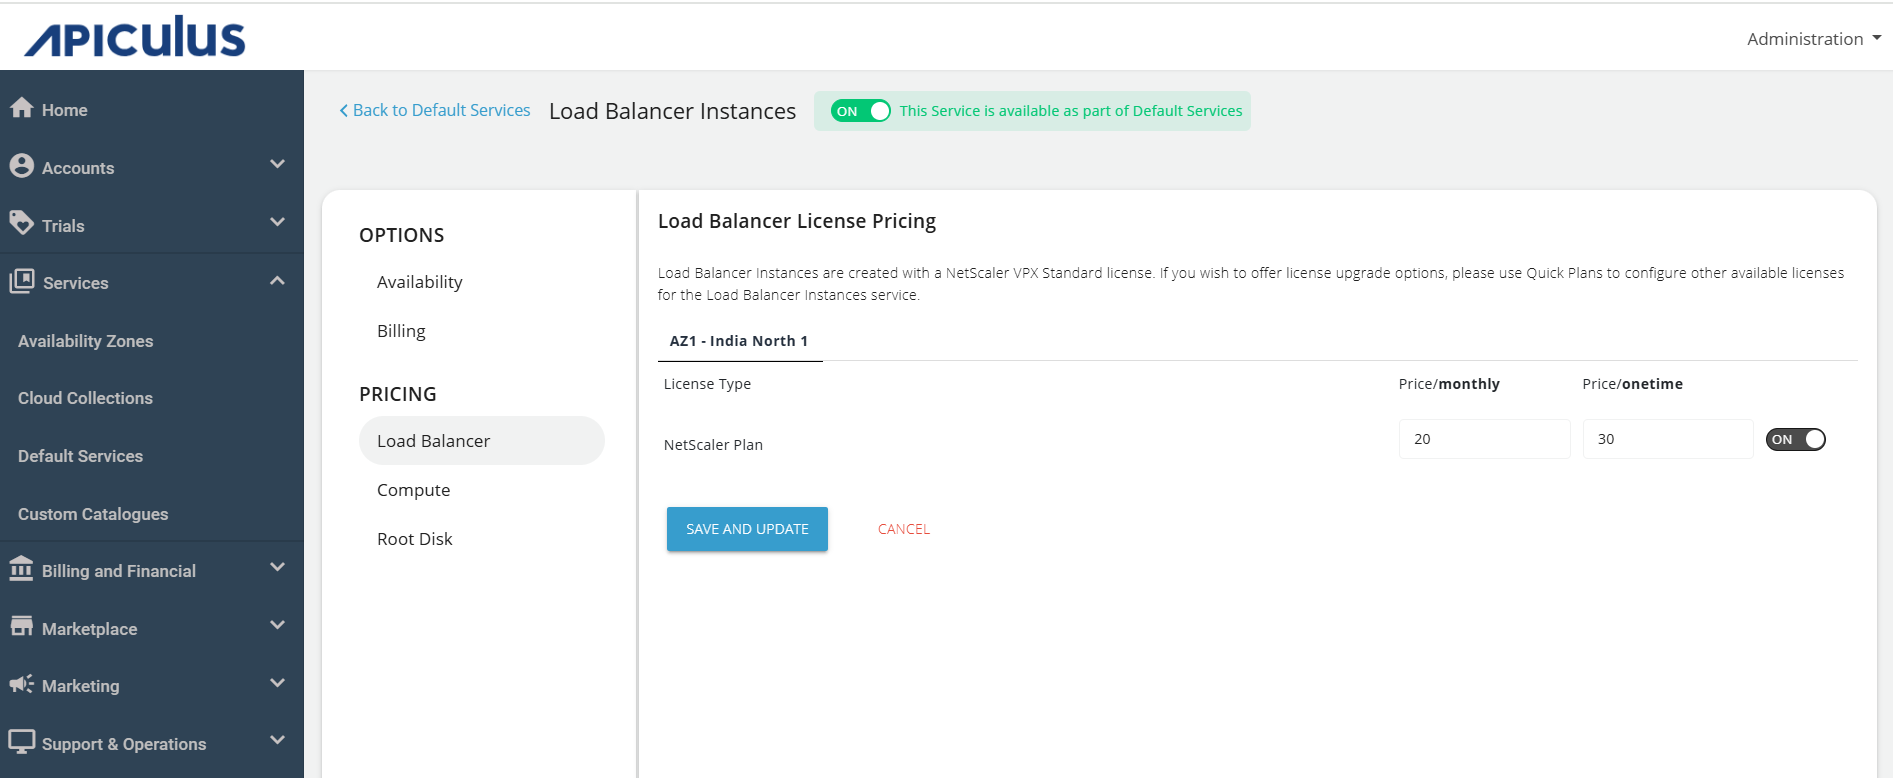 APICULUS
Administration
Home
Accounts
Trials
Services
Availability Zones
Cloud Collections
Default Services
Custom Catalogues
Billing and Financial
Marketplace
Marketing
Support & Operations
Back to Default Services
Load Balancer Instances
ON
This Service is available as part of Default Services
OPTIONS
Availability
Billing
PRICING
Load Balancer
Compute
Root Disk
Load Balancer License Pricing
Load Balancer Instances are created with a NetScaler VPX Standard license. If you wish to offer license upgrade options, please use Quick Plans to configure other available licenses
for the Load Balancer Instances service.
AZ1 - India North 1
License Type Price/monthly Price/onetime
NetScaler Plan 20 30 ON
SAVE AND UPDATE CANCEL